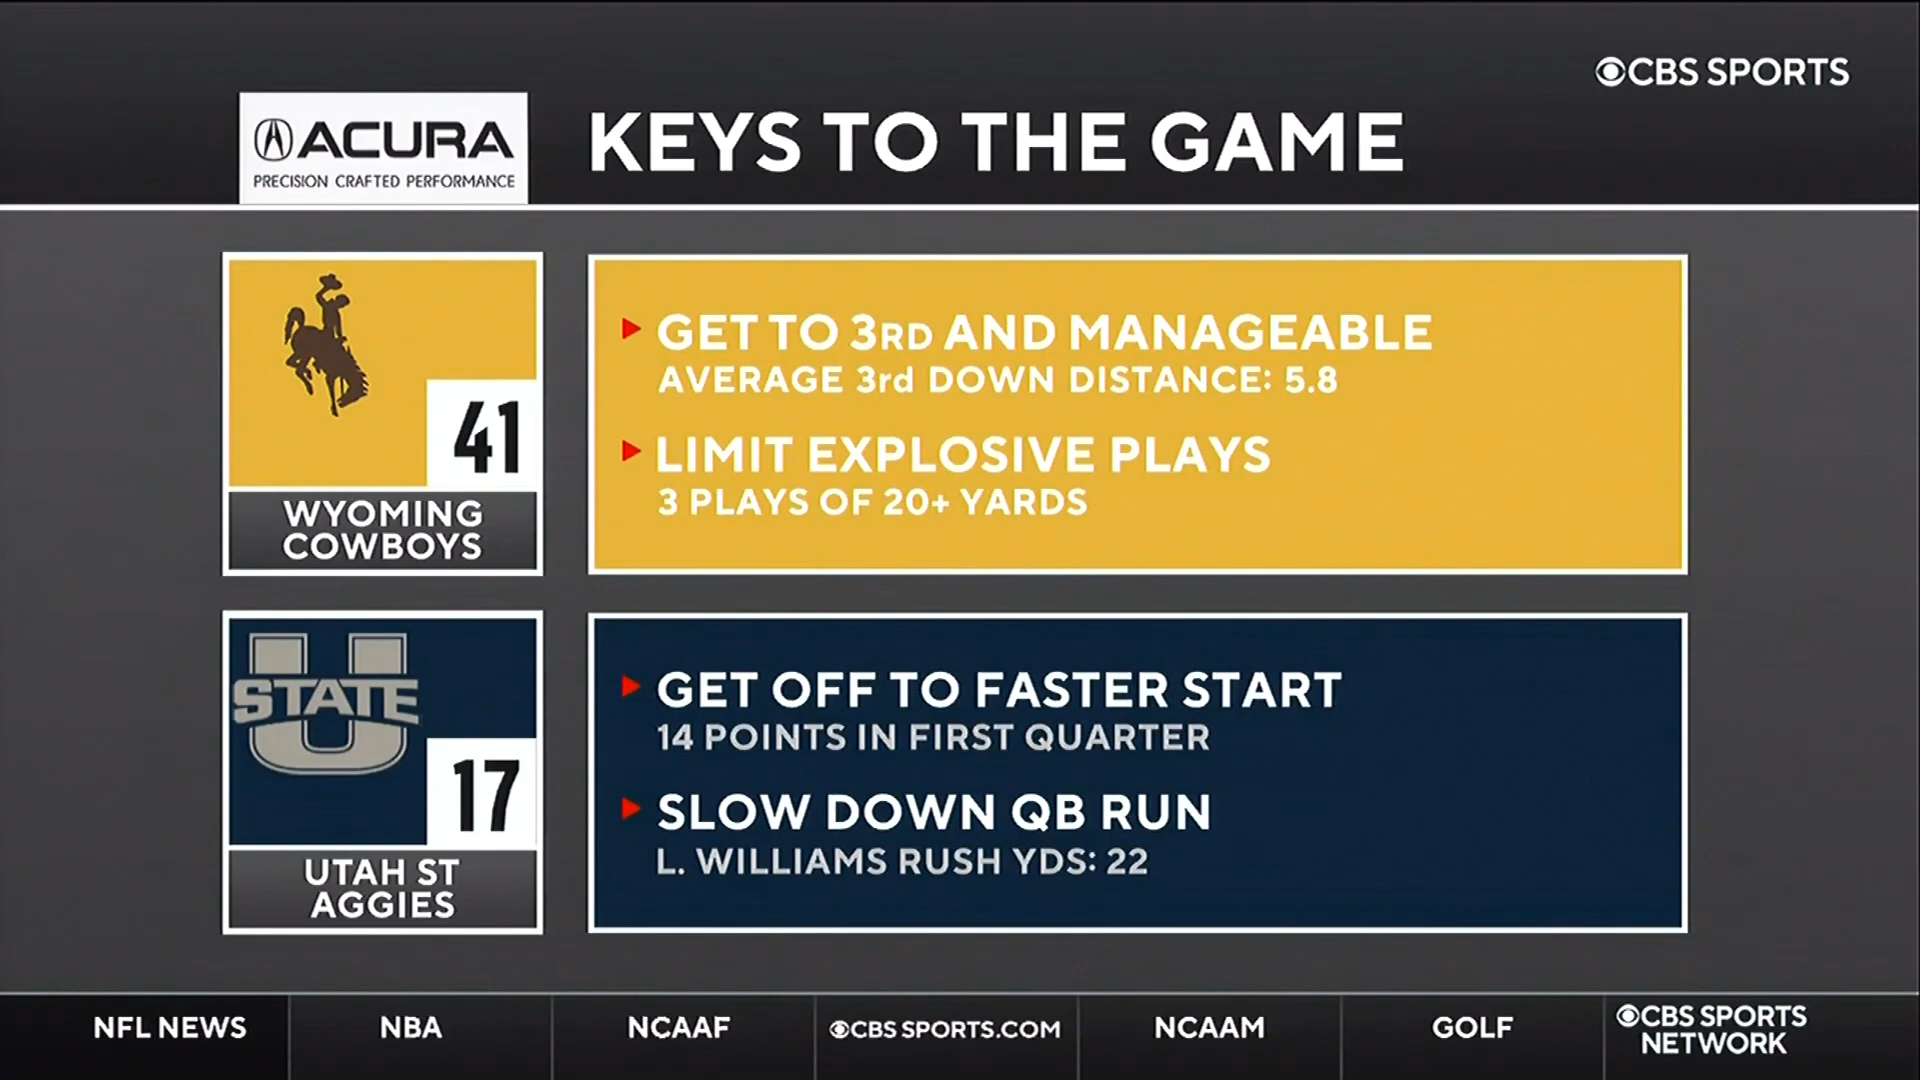 CBS SPORTS
ACURA
PRECISION CRAFTED PERFORMANCE
KEYS TO THE GAME
41
WYOMING
COWBOYS
GET TO 3RD AND MANAGEABLE
AVERAGE 3rd DOWN DISTANCE: 5.8
LIMIT EXPLOSIVE PLAYS
3 PLAYS OF 20+ YARDS
U
STATE
17
UTAH ST
AGGIES
GET OFF TO FASTER START
14 POINTS IN FIRST QUARTER
SLOW DOWN QB RUN
L. WILLIAMS RUSH YDS: 22
NFL NEWS
NBA
NCAAF
CBS SPORTS.COM
NCAAM
GOLF
CBS SPORTS
NETWORK